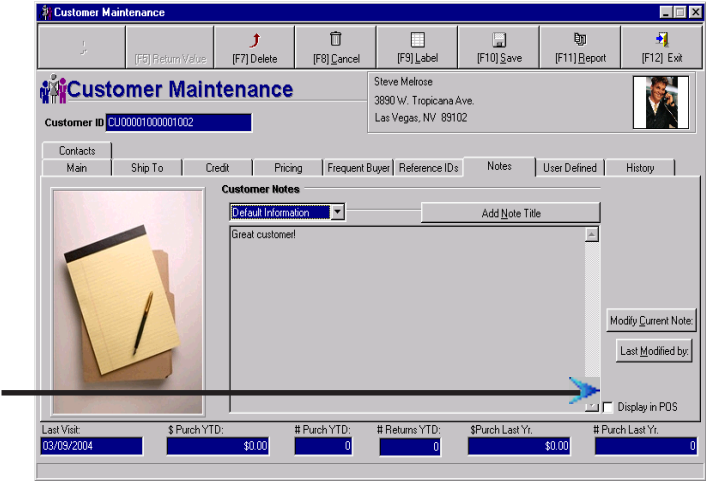 Customer Maintenance
[F5] Return Value [F7] Delete [F8] Cancel [F9] Label [F10] Save [F11] Report [F12] Exit
Customer Maintenance
Steve Melrose
3890 W. Tropicana Ave.
Las Vegas, NV 89102
Customer ID CU00001000001002
Contacts
Main Ship To Credit Pricing Frequent Buyer Reference IDs Notes User Defined History
Customer Notes
Default Information Add Note Title
Great customer!
Modify Current Note:
Last Modified by:
Display in POS
Last Visit: $ Purch YTD: # Purch YTD: # Returns YTD: $Purch Last Yr. # Purch Last Yr.
03/09/2004 $0.00 0 0 $0.00 0